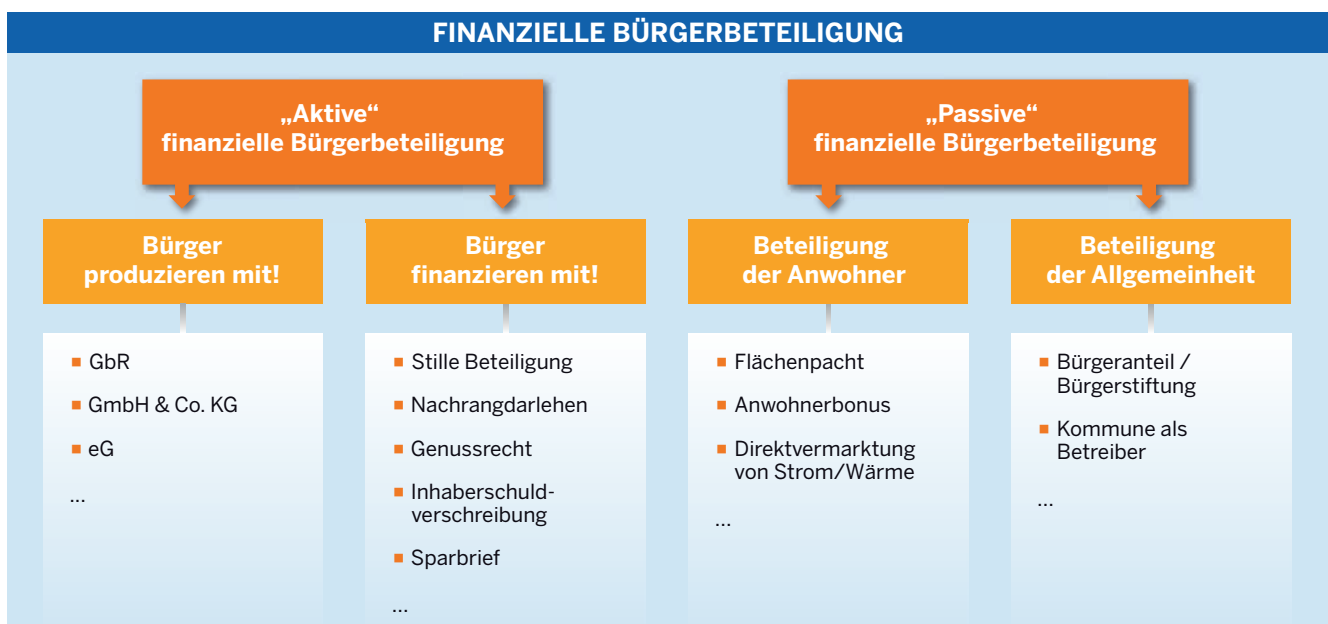 FINANZIELLE BÜRGERBETEILIGUNG
„Aktive“
finanzielle Bürgerbeteiligung
„Passive“
finanzielle Bürgerbeteiligung
Bürger
produzieren mit!
Bürger
finanzieren mit!
Beteiligung
der Anwohner
Beteiligung
der Allgemeinheit
GbR
GmbH & Co. KG
eG
...
Stille Beteiligung
Nachrangdarlehen
Genussrecht
Inhaberschuld-
verschreibung
Sparbrief
...
Flächenpacht
Anwohnerbonus
Direktvermarktung
von Strom/Wärme
...
Bürgeranteil /
Bürgerstiftung
Kommune als
Betreiber
...